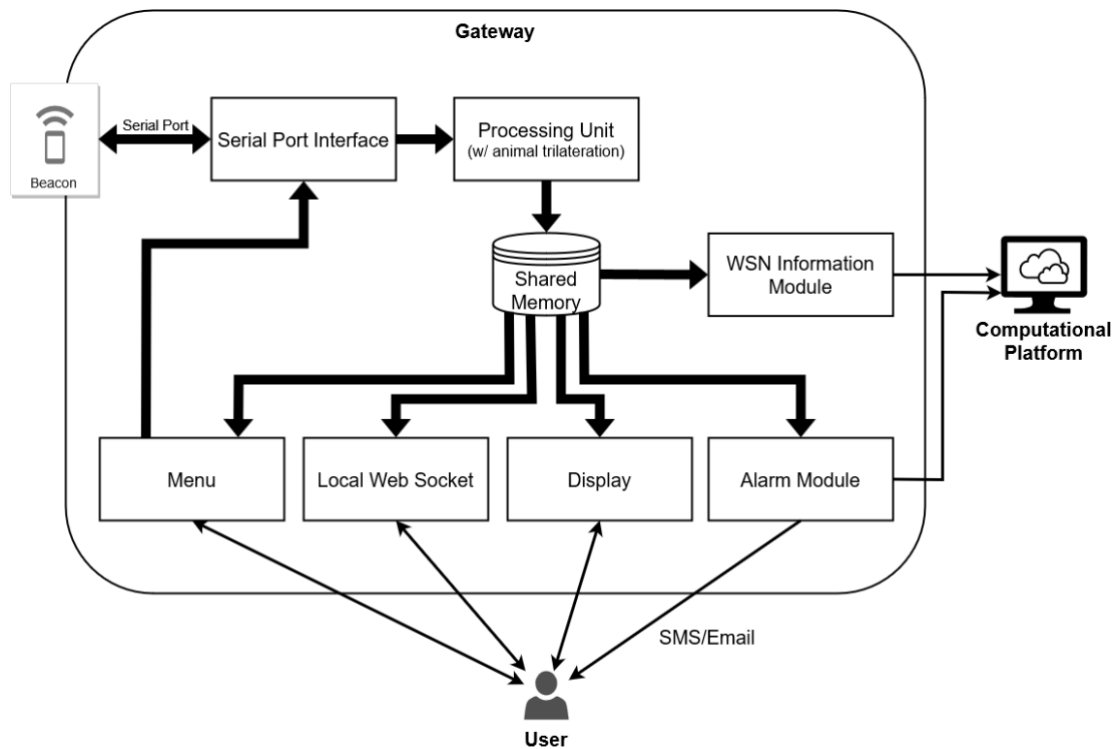 Gateway
Serial Port
Beacon
Serial Port Interface
Processing Unit
(w/ animal trilateration)
Shared
Memory
WSN Information
Module
Computational
Platform
Menu
Local Web Socket
Display
Alarm Module
SMS/Email
User